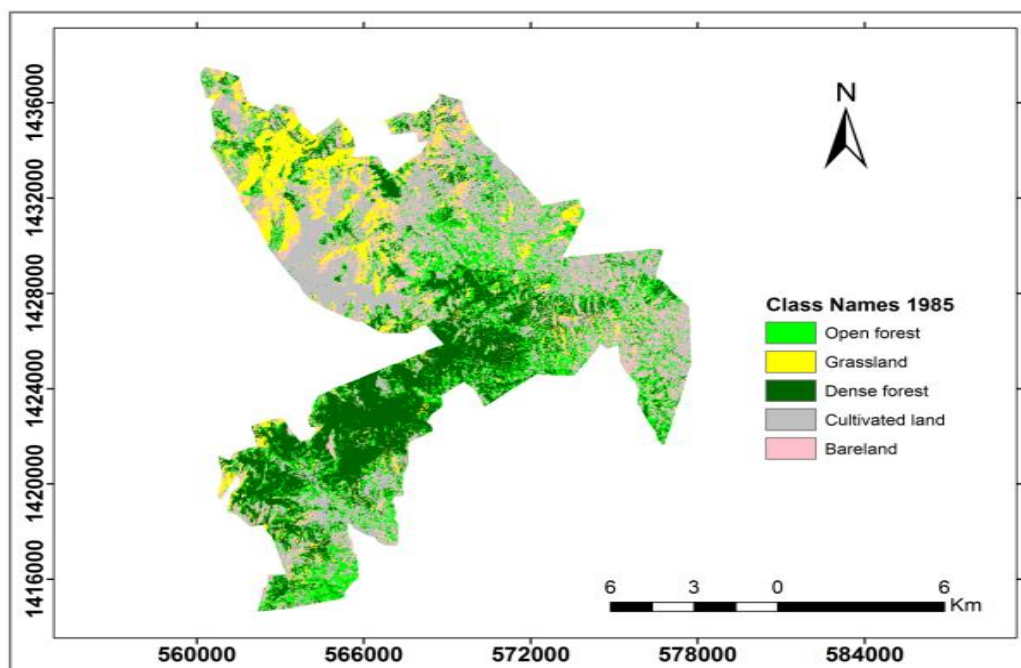 N
1436000
1432000
1428000
1424000
1420000
1416000
Class Names 1985
Open forest
Grassland
Dense forest
Cultivated land
Bareland
6 3 0 6
Km
560000 566000 572000 578000 584000